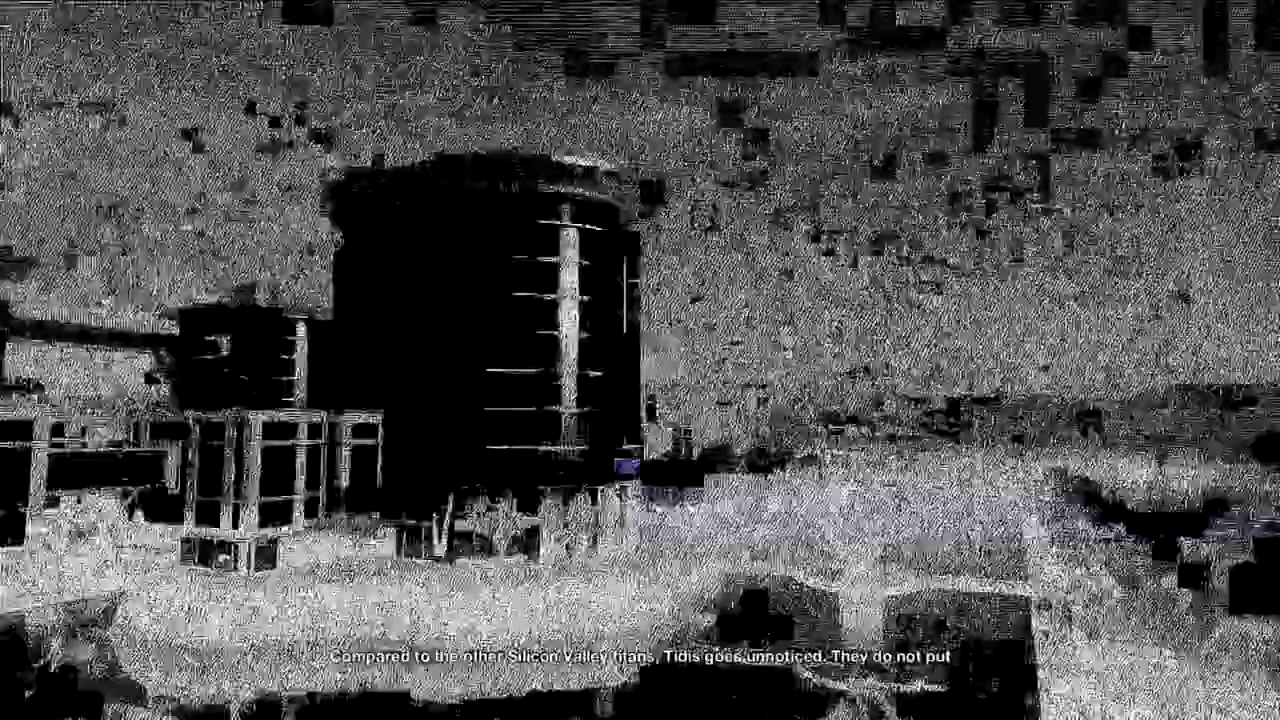 Compared to the other Silicon Valley titans, Tidis goes unnoticed. They do not put